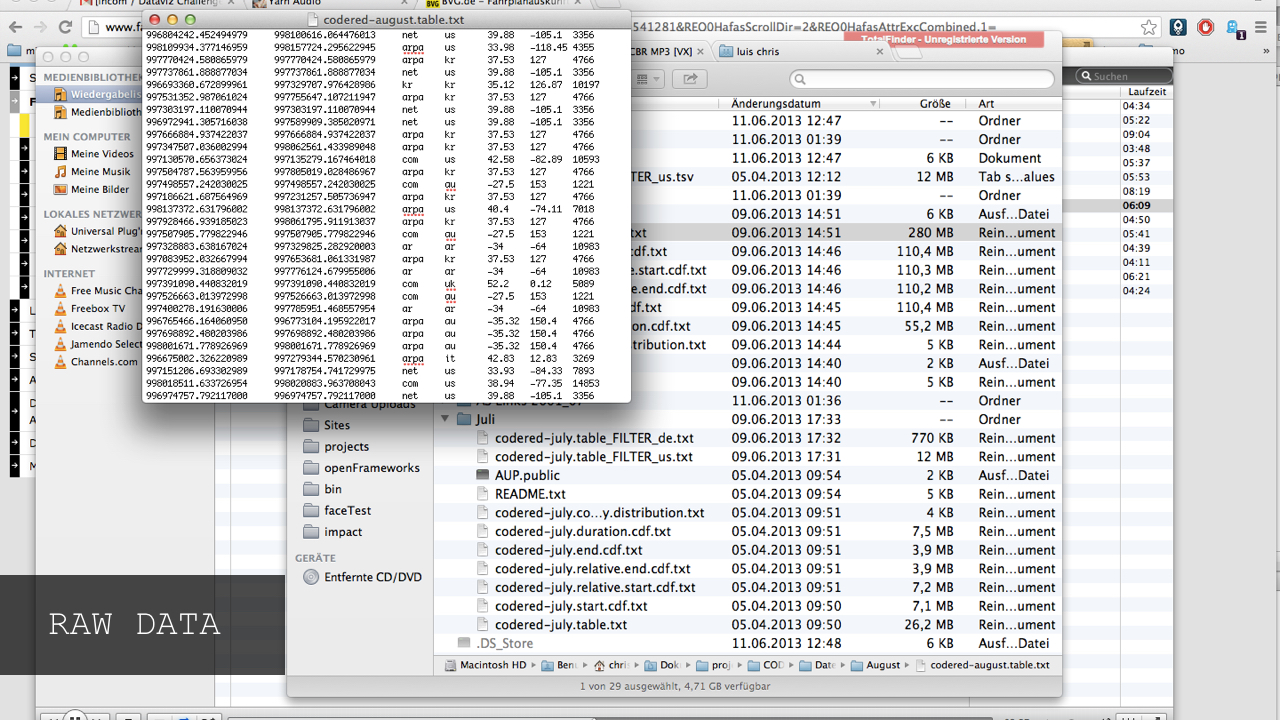 [Incom / Dataviz Challeng
Yarn Audio
BVG.de – Fahrplanauskun
codered-august.table.txt
www.fa
541281&REQ0HafasScrollDir=2&REQ0HafasAttrExcCombined.1=
TotalFinder - Unregistrierte Version
CBR MP3 [VX]
luis chris
Suchen
MEDIENBIBLIOTHEK
Wiedergabelis
Medienbiblioth
MEIN COMPUTER
Meine Videos
Meine Musik
Meine Bilder
LOKALES NETZWER
Universal Plug'n
Netzwerkstream
INTERNET
Free Music Char
Freebox TV
Icecast Radio D
Jamendo Select
Channels.com
996804242.452494979 998100616.064476013 net us 39.88 -105.1 3356
998109934.377146959 998157824.295622945 arpa us 33.98 -118.45 4355
997770424.580865979 997770424.580865979 arpa kr 37.53 127 4766
997737861.888877034 997737861.888877034 net us 39.88 -105.1 3356
996693360.672899961 997329787.976428986 kr kr 35.12 126.87 10197
997531352.987061024 997755647.107211947 arpa kr 37.53 127 4766
997303197.110070944 997303197.110070944 net us 39.88 -105.1 3356
996972941.305716038 997589909.385020971 net us 39.88 -105.1 3356
997666884.937422037 997666884.937422037 arpa kr 37.53 127 4766
997347507.036002994 998062561.433989048 arpa kr 37.53 127 4766
997130570.656373024 997135279.167464018 com us 42.58 -82.89 10593
997504787.563959956 997805019.028486967 arpa kr 37.53 127 4766
997498557.242030025 997498557.242030025 com au -27.5 153 1221
997186621.687564969 997231257.505736947 arpa kr 37.53 127 4766
998137372.631796002 998137372.631796002 arpa us 40.4 -74.11 7018
997920466.939105023 998061795.911913037 arpa kr 37.53 127 4766
997507905.779822946 997507905.779822946 com au -27.5 153 1221
997328883.638167024 997329825.282920003 ar ar -34 -64 10983
997083952.032667994 997653681.061331987 arpa kr 37.53 127 4766
997729999.318809032 997776124.679955006 ar ar -34 -64 10983
997391090.440832019 997391090.440832019 com uk 52.2 0.12 5089
997526663.013972998 997526663.013972998 com au -27.5 153 1221
997400278.191630006 997785951.468557954 ar ar -34 -64 10983
996765466.164060950 996773104.195922017 arpa au -35.32 150.4 4766
997698892.480203986 997698892.480203986 arpa au -35.32 150.4 4766
998001671.778926969 998001671.778926969 arpa au -35.32 150.4 4766
996675002.326220989 997279344.570230961 arpa it 42.83 12.83 3269
997151206.693302989 997178754.741729975 net us 33.93 -84.33 7893
998018511.633726954 998020883.963708043 com us 38.94 -77.35 14853
996974757.792117000 996974757.792117000 net us 39.88 -105.1 3356
Camera Uploads
Sites
projects
openFrameworks
bin
faceTest
impact
GERÄTE
Entfernte CD/DVD
Änderungsdatum Größe Art
11.06.2013 12:47 -- Ordner
11.06.2013 01:39 -- Ordner
11.06.2013 12:47 6 KB Dokument
TER_us.tsv 05.04.2013 12:12 12 MB Tab s...alues
11.06.2013 01:39 -- Ordner
09.06.2013 14:51 6 KB Ausf...Datei
.txt 09.06.2013 14:51 280 MB Rein...ument
cdf.txt 09.06.2013 14:46 110,4 MB Rein...ument
e.start.cdf.txt 09.06.2013 14:46 110,3 MB Rein...ument
e.end.cdf.txt 09.06.2013 14:46 110,2 MB Rein...ument
df.txt 09.06.2013 14:45 110,4 MB Rein...ument
tion.cdf.txt 09.06.2013 14:45 55,2 MB Rein...ument
tribution.txt 09.06.2013 14:44 5 KB Rein...ument
09.06.2013 14:40 2 KB Ausf...Datei
09.06.2013 14:40 5 KB Rein...ument
11.06.2013 01:36 -- Ordner
Juli 09.06.2013 17:33 -- Ordner
codered-july.table_FILTER_de.txt 09.06.2013 17:32 770 KB Rein...ument
codered-july.table_FILTER_us.txt 09.06.2013 17:31 12 MB Rein...ument
AUP.public 05.04.2013 09:54 2 KB Ausf...Datei
README.txt 05.04.2013 09:54 5 KB Rein...ument
codered-july.co...y.distribution.txt 05.04.2013 09:51 4 KB Rein...ument
codered-july.duration.cdf.txt 05.04.2013 09:51 7,5 MB Rein...ument
codered-july.end.cdf.txt 05.04.2013 09:51 3,9 MB Rein...ument
codered-july.relative.end.cdf.txt 05.04.2013 09:51 3,9 MB Rein...ument
codered-july.relative.start.cdf.txt 05.04.2013 09:51 7,2 MB Rein...ument
codered-july.start.cdf.txt 05.04.2013 09:50 7,1 MB Rein...ument
codered-july.table.txt 05.04.2013 09:50 26,2 MB Rein...ument
.DS_Store 11.06.2013 12:48 6 KB Ausf...Datei
Macintosh HD Benu chris Doku proj COD Date August codered-august.table.txt
1 von 29 ausgewählt, 4,71 GB verfügbar
Laufzeit
04:34
05:22
09:04
03:48
05:37
05:53
08:19
06:09
04:50
05:41
04:39
04:11
06:21
04:24
RAW DATA